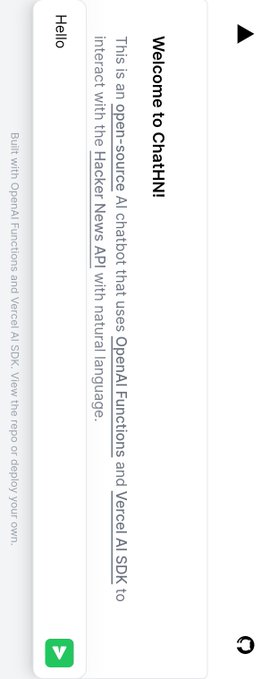 Welcome to ChatHN!
This is an open-source AI chatbot that uses OpenAI Functions and Vercel AI SDK to
interact with the Hacker News API with natural language.
Hello
Built with OpenAI Functions and Vercel AI SDK. View the repo or deploy your own.